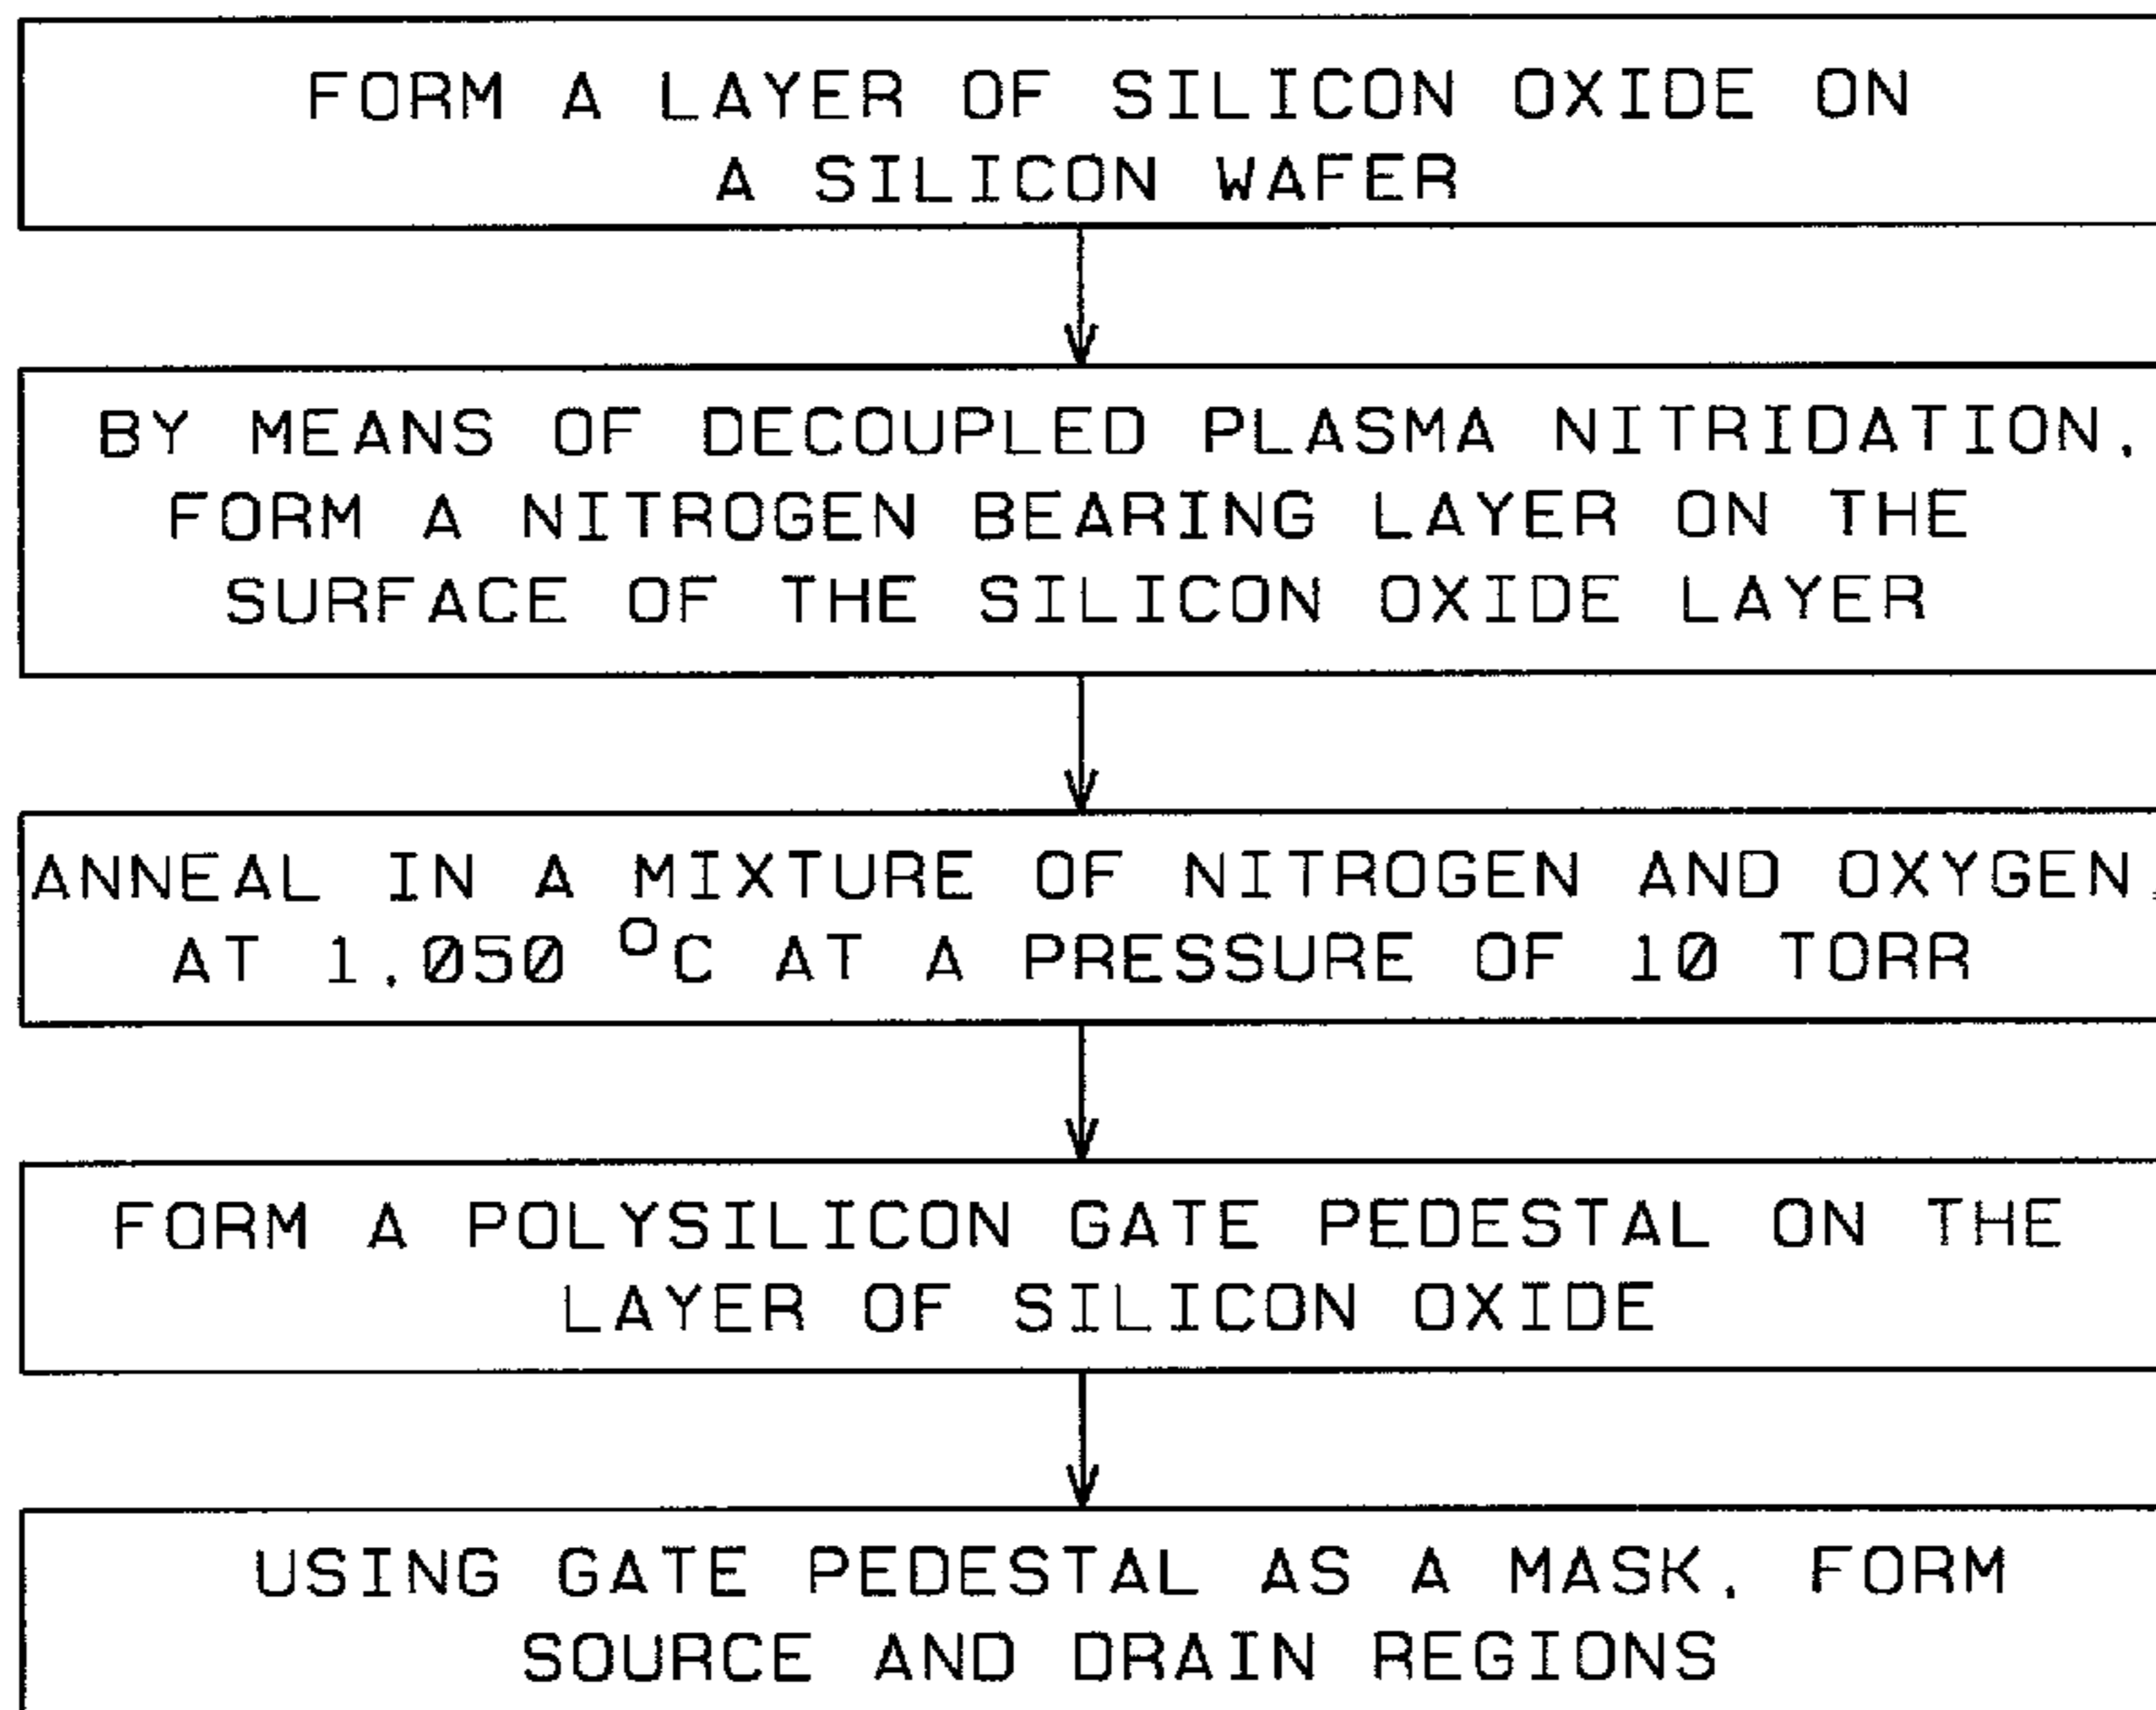 FORM A LAYER OF SILICON OXIDE ON
A SILICON WAFER
BY MEANS OF DECOUPLED PLASMA NITRIDATION,
FORM A NITROGEN BEARING LAYER ON THE
SURFACE OF THE SILICON OXIDE LAYER
ANNEAL IN A MIXTURE OF NITROGEN AND OXYGEN,
AT 1,050 °C AT A PRESSURE OF 10 TORR
FORM A POLYSILICON GATE PEDESTAL ON THE
LAYER OF SILICON OXIDE
USING GATE PEDESTAL AS A MASK, FORM
SOURCE AND DRAIN REGIONS